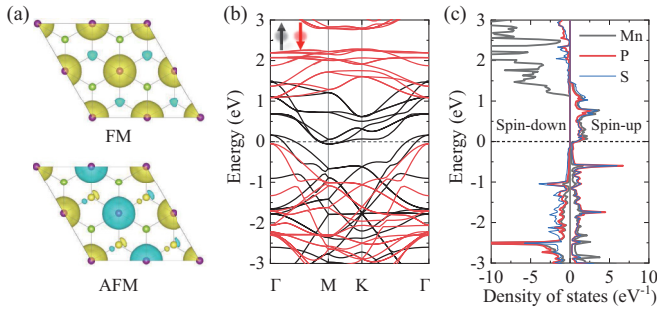 (a)
FM
AFM
(b)
Energy (eV)
3
2
1
0
-1
-2
-3
Γ M K Γ
(c)
Energy (eV)
3
2
1
0
-1
-2
-3
Mn
P
S
Spin-down Spin-up
-10 -5 0 5 10
Density of states (eV⁻¹)